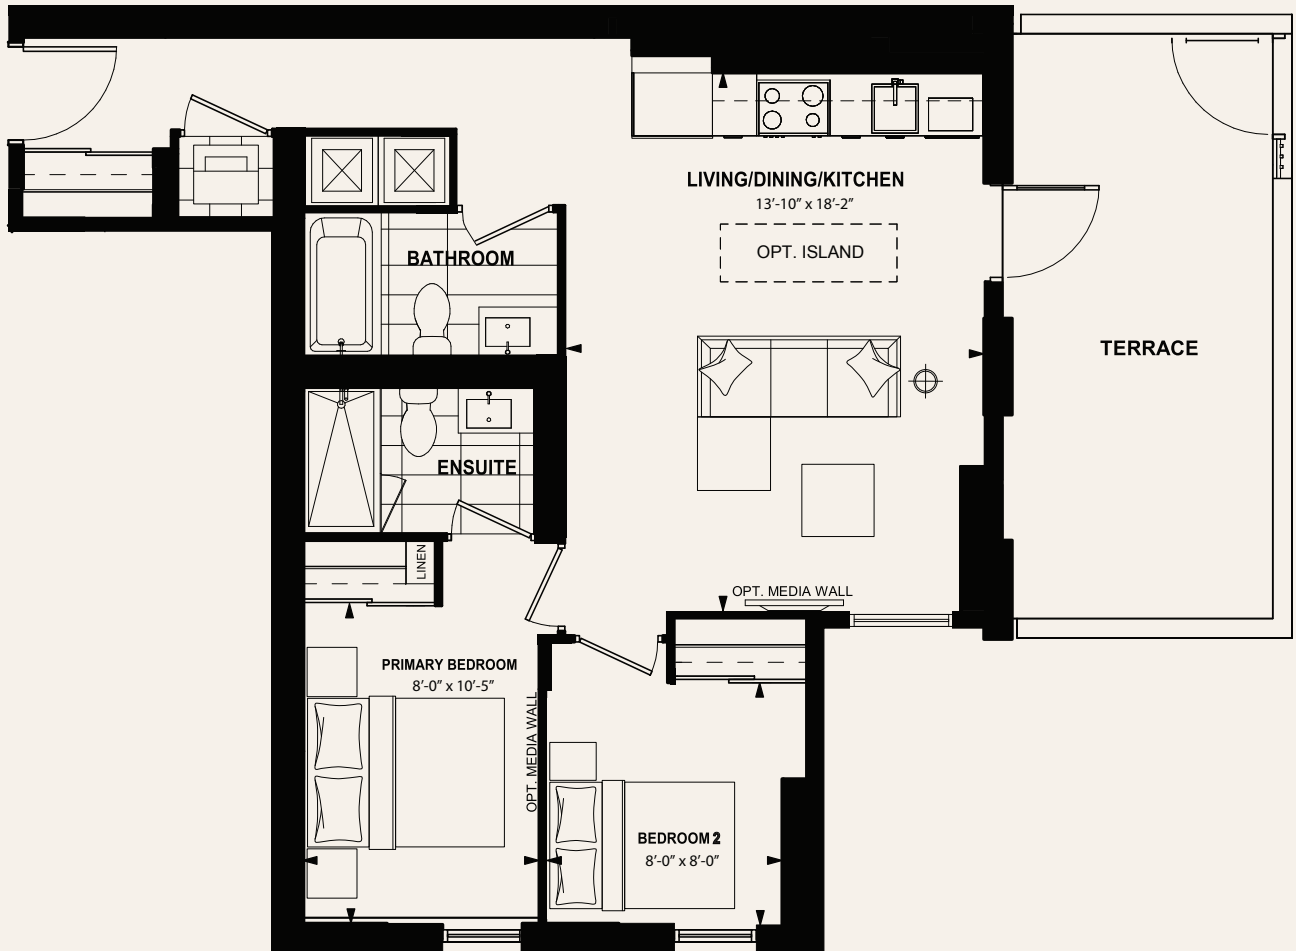 LIVING/DINING/KITCHEN
13'-10" x 18'-2"
OPT. ISLAND
BATHROOM
TERRACE
ENSUITE
LINEN
OPT. MEDIA WALL
PRIMARY BEDROOM
8'-0" x 10'-5"
OPT. MEDIA WALL
BEDROOM 2
8'-0" x 8'-0"